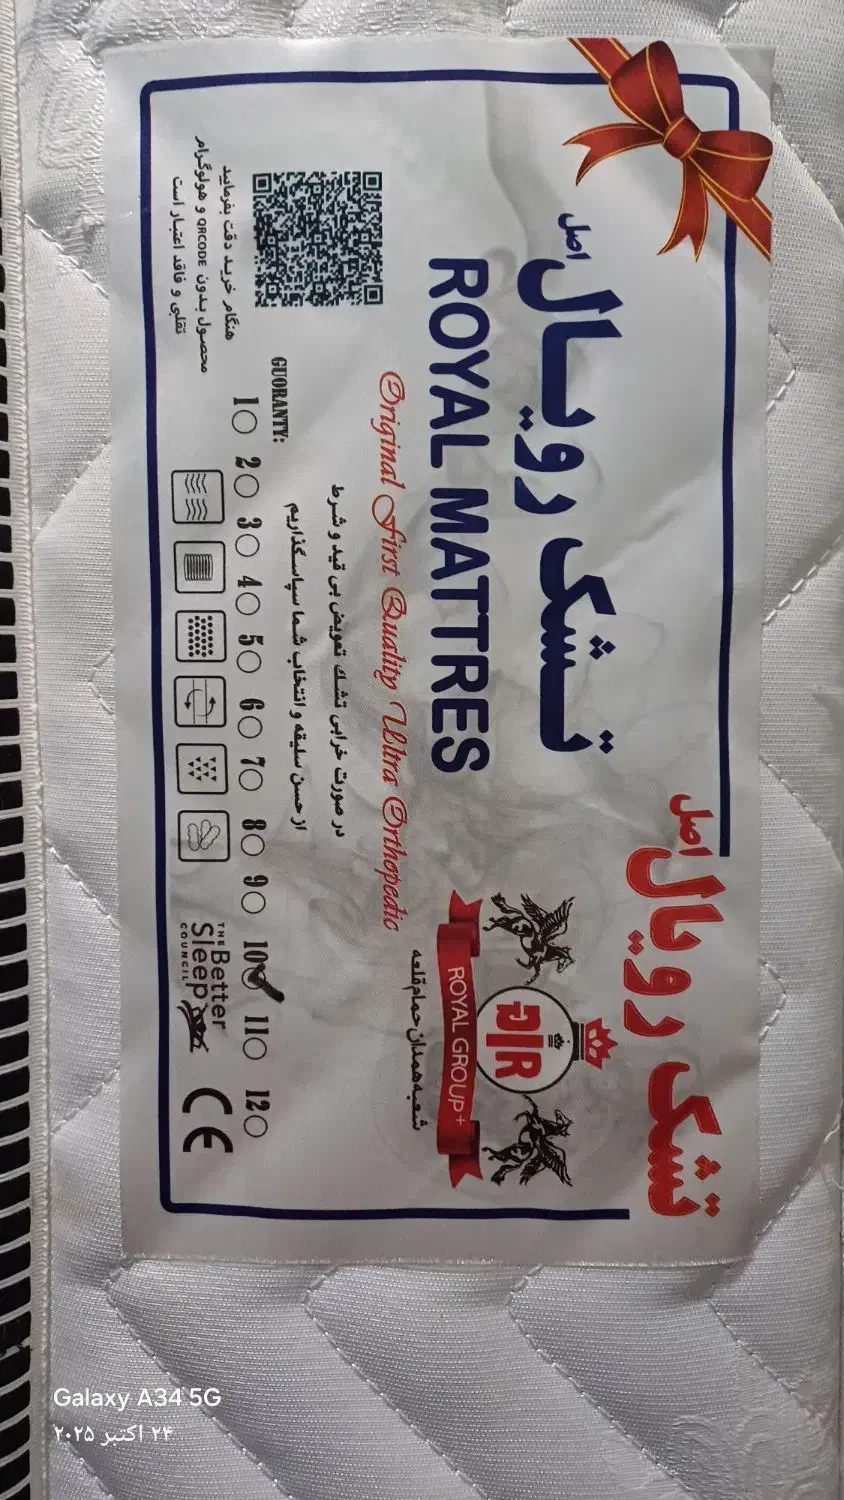 تشک رویال اصل
تشک رویال اصل
ROYAL MATTRES
Original First Quality Ultra Orthopedic
در صورت خرابی تشک تعویض بی قید و شرط
از حسن سلیقه و انتخاب شما سپاسگذاریم
GUORANTY:
1 2 3 4 5 6 7 8 9 10 11 12
هنگام خرید دقت بفرمایید
محصول بدون QRCODE و هولوگرام
تقلبی و فاقد اعتبار است
ROYAL GROUP+
شعبه همدان حمام قلعه
THE
Better
Sleep
COUNCIL
CE
Galaxy A34 5G
۲۴ اکتبر ۲۰۲۵